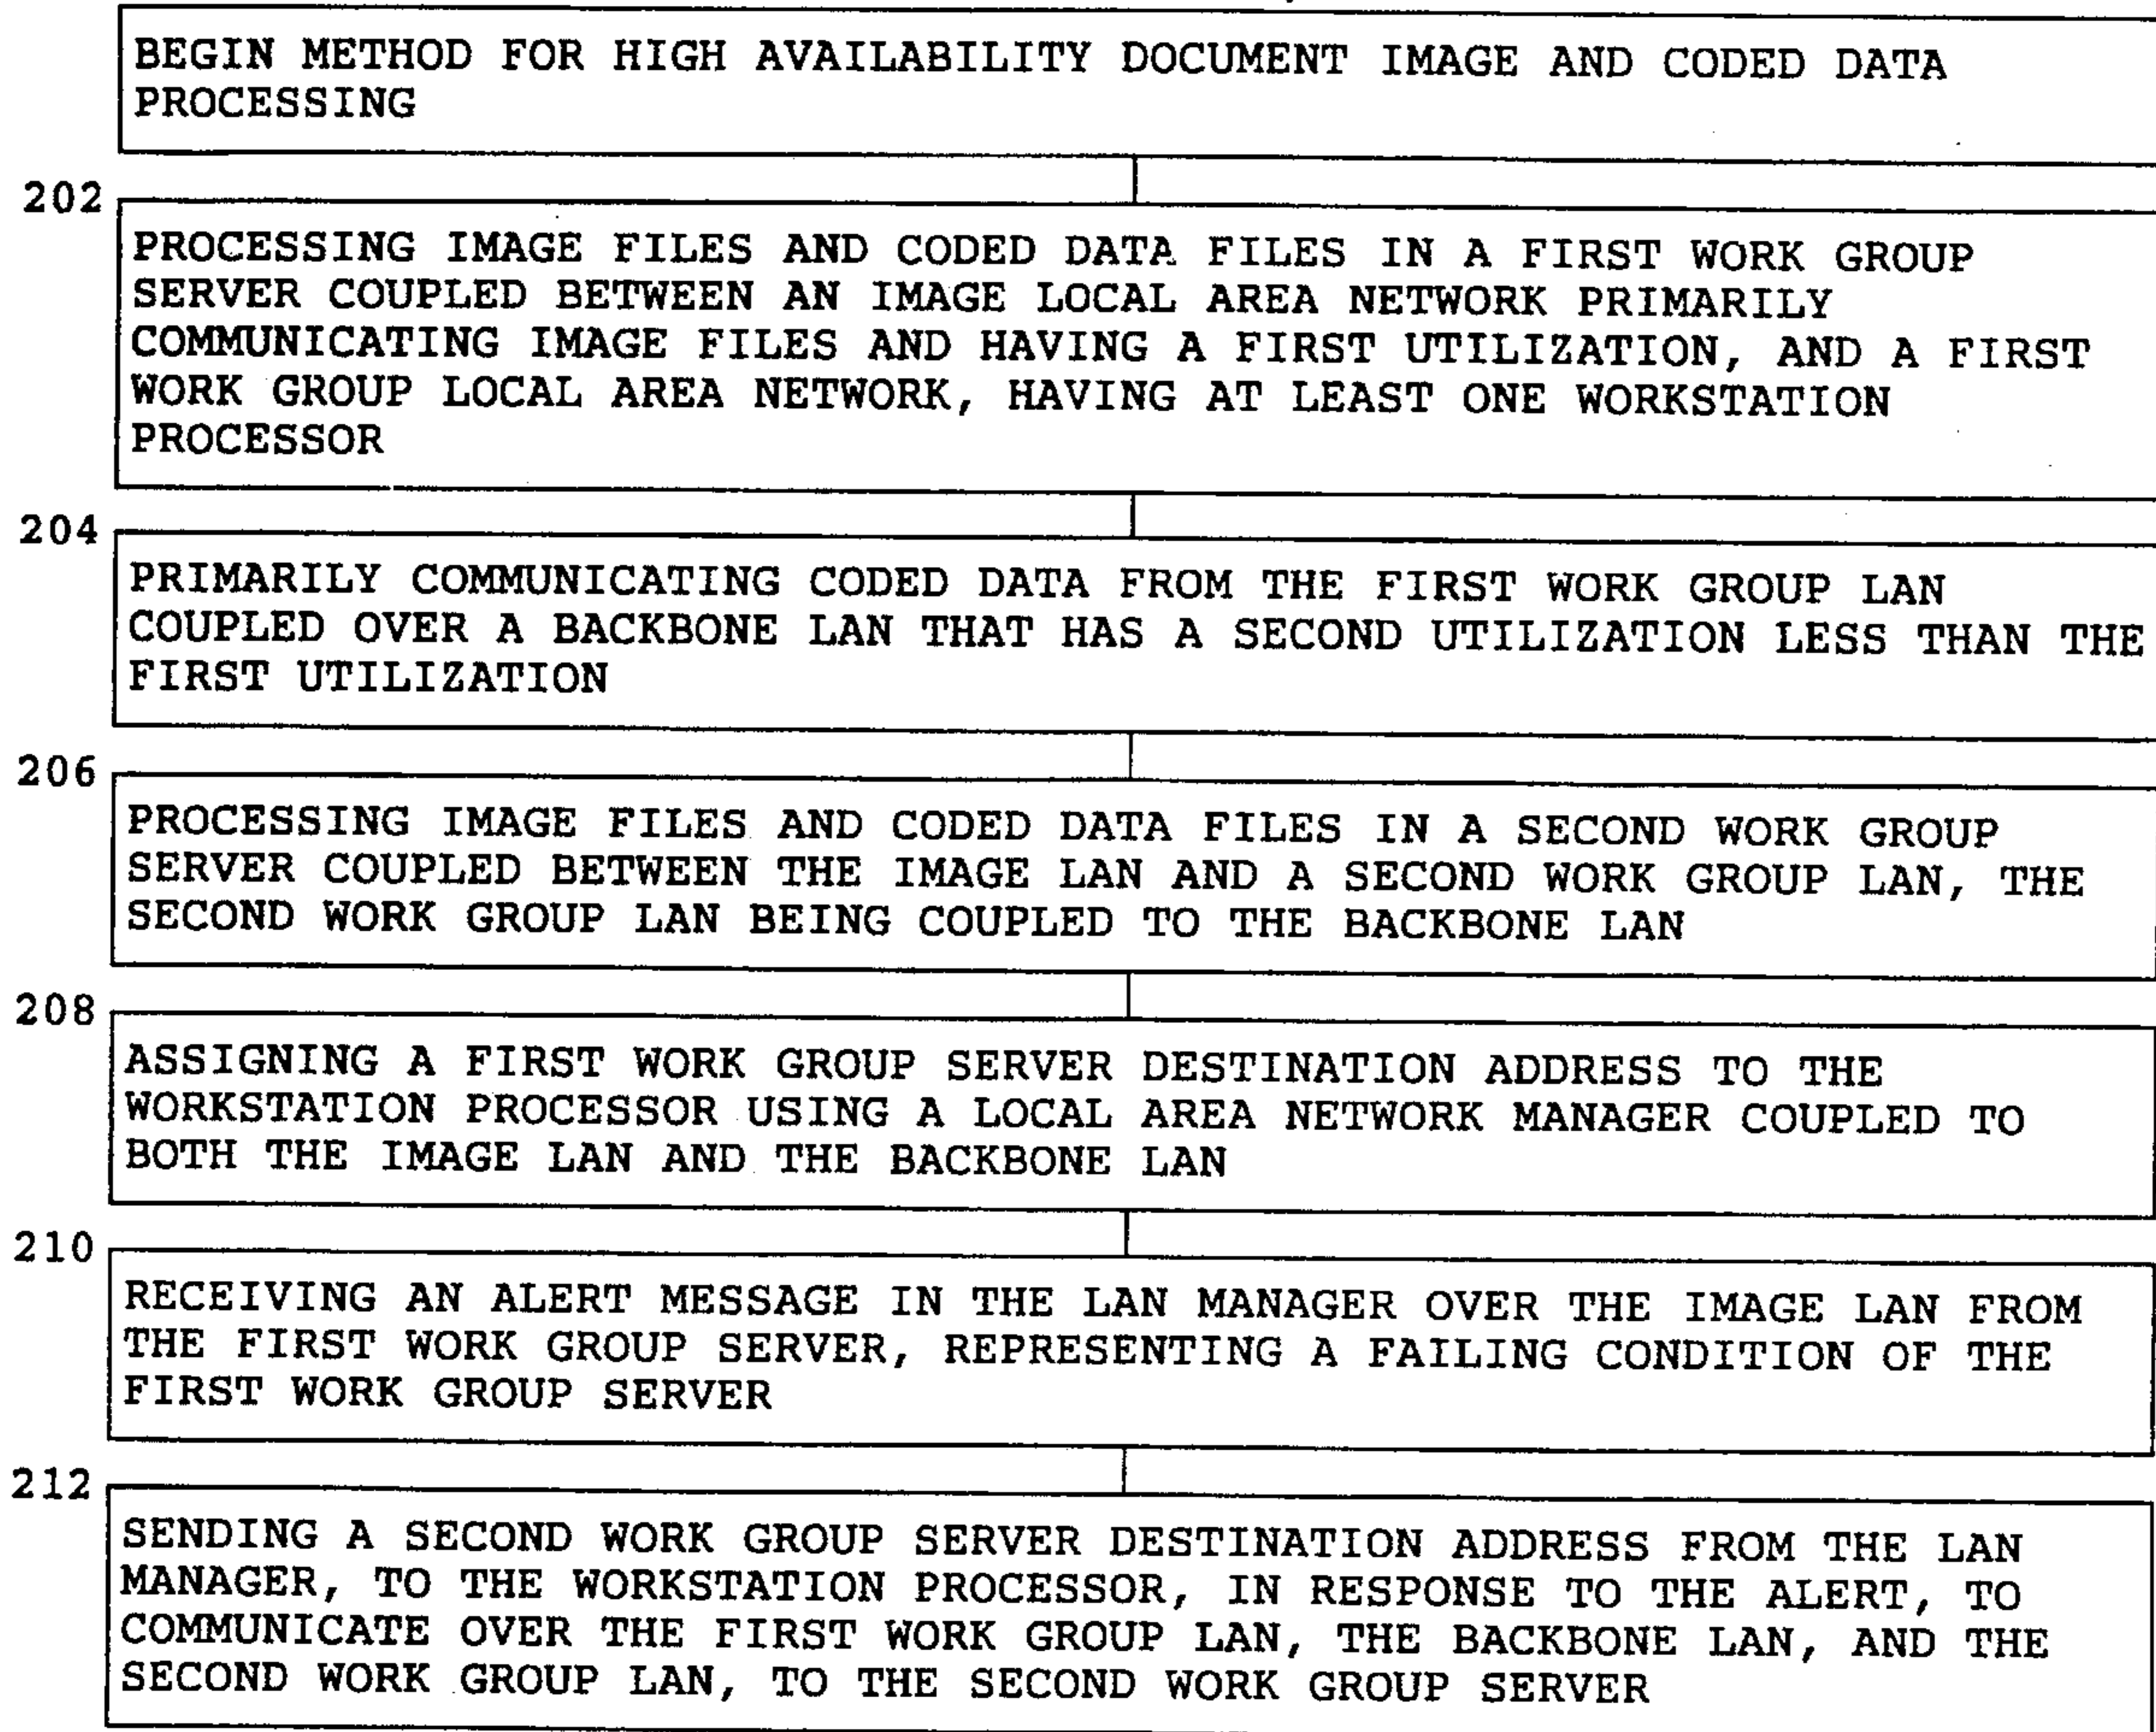 BEGIN METHOD FOR HIGH AVAILABILITY DOCUMENT IMAGE AND CODED DATA
PROCESSING
202
PROCESSING IMAGE FILES AND CODED DATA FILES IN A FIRST WORK GROUP
SERVER COUPLED BETWEEN AN IMAGE LOCAL AREA NETWORK PRIMARILY
COMMUNICATING IMAGE FILES AND HAVING A FIRST UTILIZATION, AND A FIRST
WORK GROUP LOCAL AREA NETWORK, HAVING AT LEAST ONE WORKSTATION
PROCESSOR
204
PRIMARILY COMMUNICATING CODED DATA FROM THE FIRST WORK GROUP LAN
COUPLED OVER A BACKBONE LAN THAT HAS A SECOND UTILIZATION LESS THAN THE
FIRST UTILIZATION
206
PROCESSING IMAGE FILES AND CODED DATA FILES IN A SECOND WORK GROUP
SERVER COUPLED BETWEEN THE IMAGE LAN AND A SECOND WORK GROUP LAN, THE
SECOND WORK GROUP LAN BEING COUPLED TO THE BACKBONE LAN
208
ASSIGNING A FIRST WORK GROUP SERVER DESTINATION ADDRESS TO THE
WORKSTATION PROCESSOR USING A LOCAL AREA NETWORK MANAGER COUPLED TO
BOTH THE IMAGE LAN AND THE BACKBONE LAN
210
RECEIVING AN ALERT MESSAGE IN THE LAN MANAGER OVER THE IMAGE LAN FROM
THE FIRST WORK GROUP SERVER, REPRESENTING A FAILING CONDITION OF THE
FIRST WORK GROUP SERVER
212
SENDING A SECOND WORK GROUP SERVER DESTINATION ADDRESS FROM THE LAN
MANAGER, TO THE WORKSTATION PROCESSOR, IN RESPONSE TO THE ALERT, TO
COMMUNICATE OVER THE FIRST WORK GROUP LAN, THE BACKBONE LAN, AND THE
SECOND WORK GROUP LAN, TO THE SECOND WORK GROUP SERVER